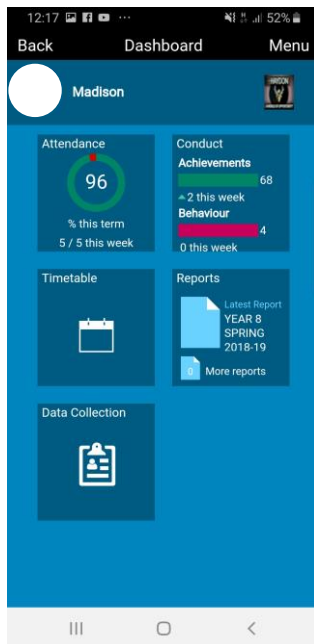 12:17 52%
Back Dashboard Menu
Madison
Attendance
96
% this term
5 / 5 this week
Conduct
Achievements
68
2 this week
Behaviour
4
0 this week
Timetable
Reports
Latest Report
YEAR 8
SPRING
2018-19
0 More reports
Data Collection